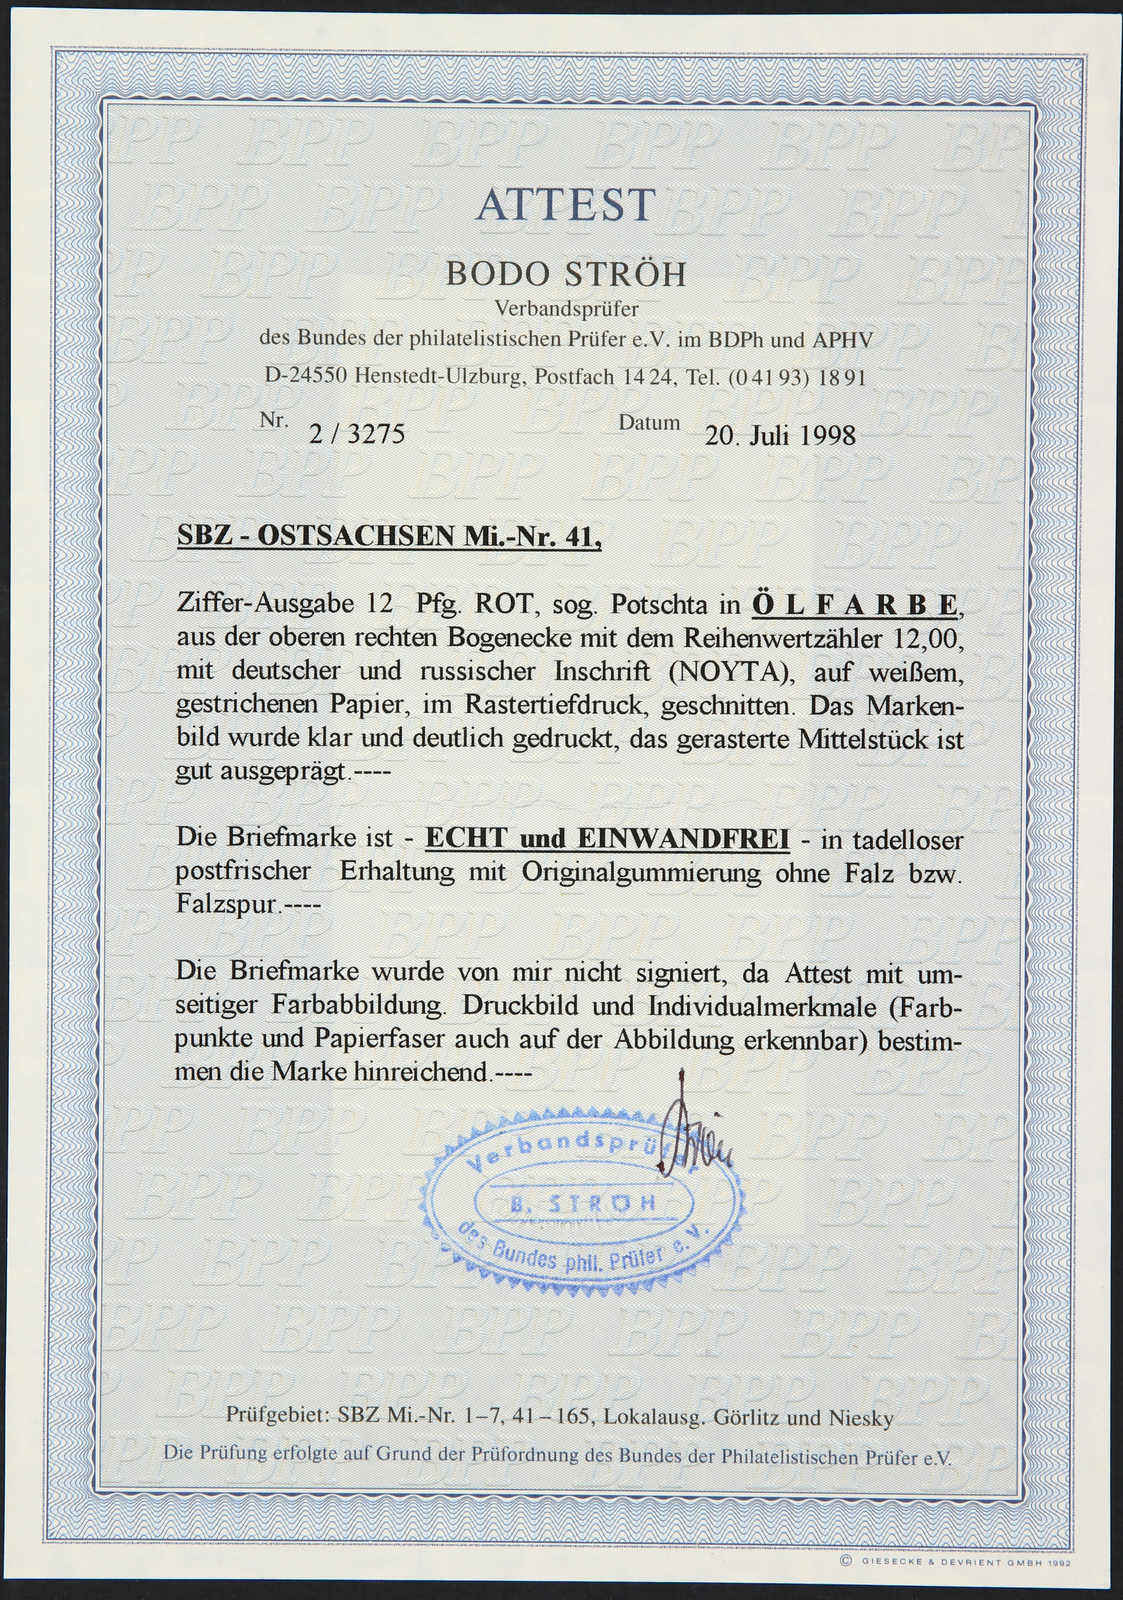 ATTEST
BODO STRÖH
Verbandsprüfer
des Bundes der philatelistischen Prüfer e.V. im BDPh und APHV
D-24550 Henstedt-Ulzburg, Postfach 14 24, Tel. (0 41 93) 18 91
Nr. 2 / 3275 Datum 20. Juli 1998
SBZ - OSTSACHSEN Mi.-Nr. 41,
Ziffer-Ausgabe 12 Pfg. ROT, sog. Potschta in Ö L F A R B E,
aus der oberen rechten Bogenecke mit dem Reihenwertzähler 12,00,
mit deutscher und russischer Inschrift (NOYTA), auf weißem,
gestrichenen Papier, im Rastertiefdruck, geschnitten. Das Marken-
bild wurde klar und deutlich gedruckt, das gerasterte Mittelstück ist
gut ausgeprägt.----
Die Briefmarke ist - ECHT und EINWANDFREI - in tadelloser
postfrischer Erhaltung mit Originalgummierung ohne Falz bzw.
Falzspur.----
Die Briefmarke wurde von mir nicht signiert, da Attest mit um-
seitiger Farbabbildung. Druckbild und Individualmerkmale (Farb-
punkte und Papierfaser auch auf der Abbildung erkennbar) bestim-
men die Marke hinreichend.----
Verbandsprüfer
B. STRÖH
des Bundes phil. Prüfer e.V.
Prüfgebiet: SBZ Mi.-Nr. 1–7, 41 – 165, Lokalausg. Görlitz und Niesky
Die Prüfung erfolgte auf Grund der Prüfordnung des Bundes der Philatelistischen Prüfer e.V.
© GIESECKE & DEVRIENT GMBH 1992